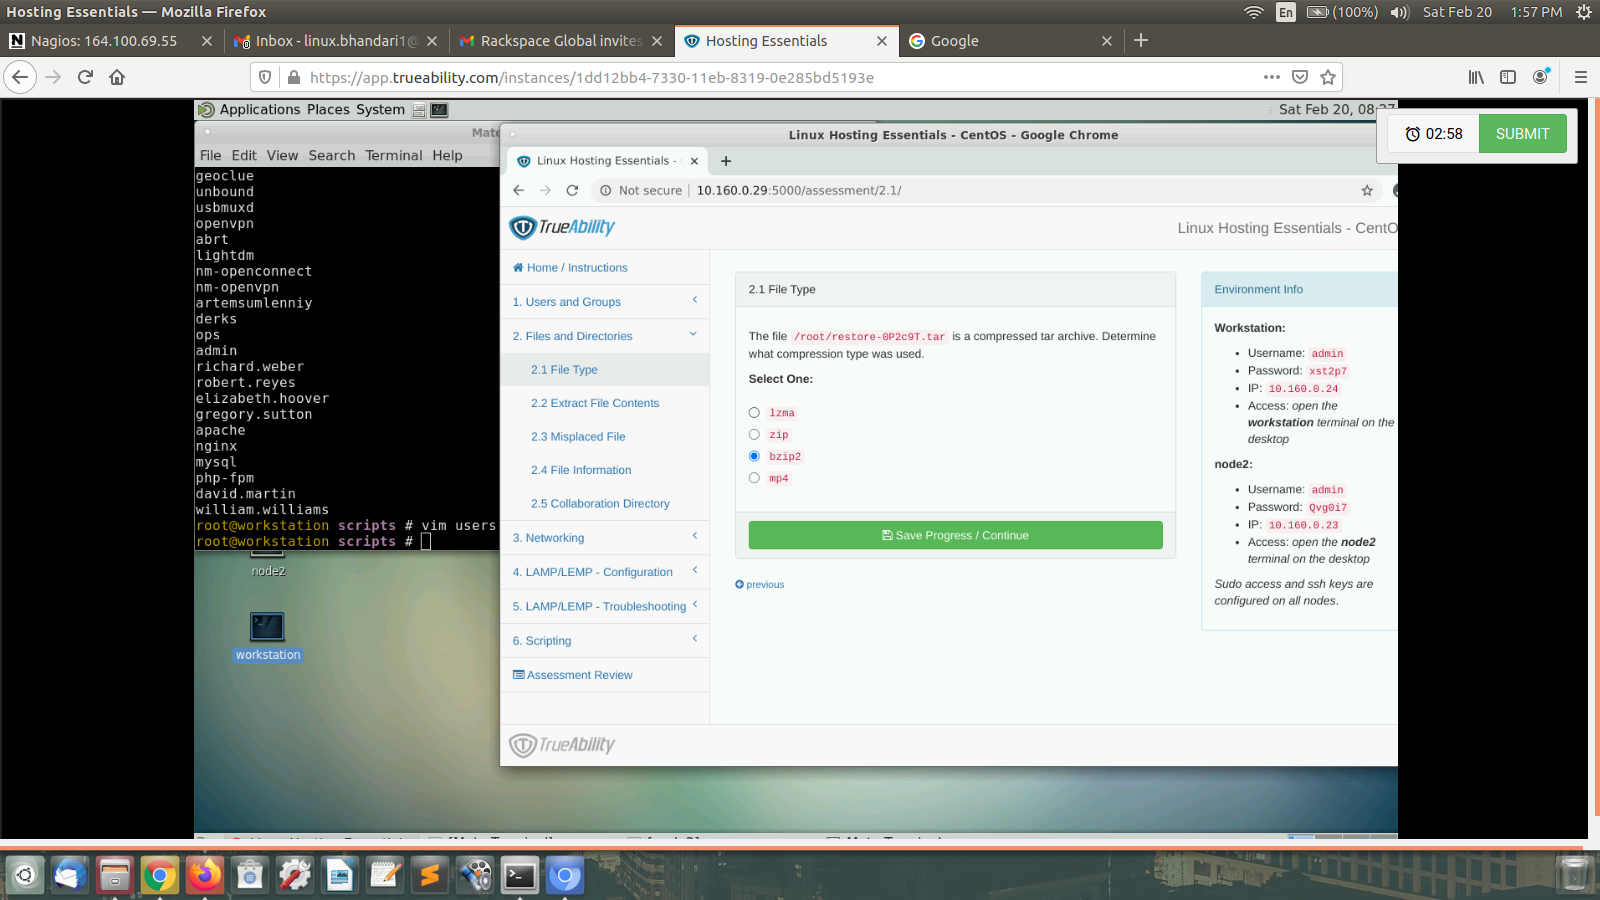 Hosting Essentials — Mozilla Firefox
En (100%) Sat Feb 20 1:57 PM
Nagios: 164.100.69.55
Inbox - linux.bhandari1@
Rackspace Global invites
Hosting Essentials
Google
https://app.trueability.com/instances/1dd12bb4-7330-11eb-8319-0e285bd5193e
Applications Places System
Sat Feb 20,
02:58 SUBMIT
Mate
File Edit View Search Terminal Help
geoclue
unbound
usbmuxd
openvpn
abrt
lightdm
nm-openconnect
nm-openvpn
artemsumlenniy
derks
ops
admin
richard.weber
robert.reyes
elizabeth.hoover
gregory.sutton
apache
nginx
mysql
php-fpm
david.martin
william.williams
root@workstation scripts # vim users
root@workstation scripts #
node2
workstation
Linux Hosting Essentials - CentOS - Google Chrome
Linux Hosting Essentials -
Not secure | 10.160.0.29:5000/assessment/2.1/
TrueAbility
Linux Hosting Essentials - CentO
Home / Instructions
1. Users and Groups
2. Files and Directories
2.1 File Type
2.2 Extract File Contents
2.3 Misplaced File
2.4 File Information
2.5 Collaboration Directory
3. Networking
4. LAMP/LEMP - Configuration
5. LAMP/LEMP - Troubleshooting
6. Scripting
Assessment Review
2.1 File Type
The file /root/restore-0P2c9T.tar is a compressed tar archive. Determine
what compression type was used.
Select One:
lzma
zip
bzip2
mp4
Save Progress / Continue
previous
Environment Info
Workstation:
Username: admin
Password: xst2p7
IP: 10.160.0.24
Access: open the
workstation terminal on the
desktop
node2:
Username: admin
Password: Qvg0i7
IP: 10.160.0.23
Access: open the node2
terminal on the desktop
Sudo access and ssh keys are
configured on all nodes.
TrueAbility